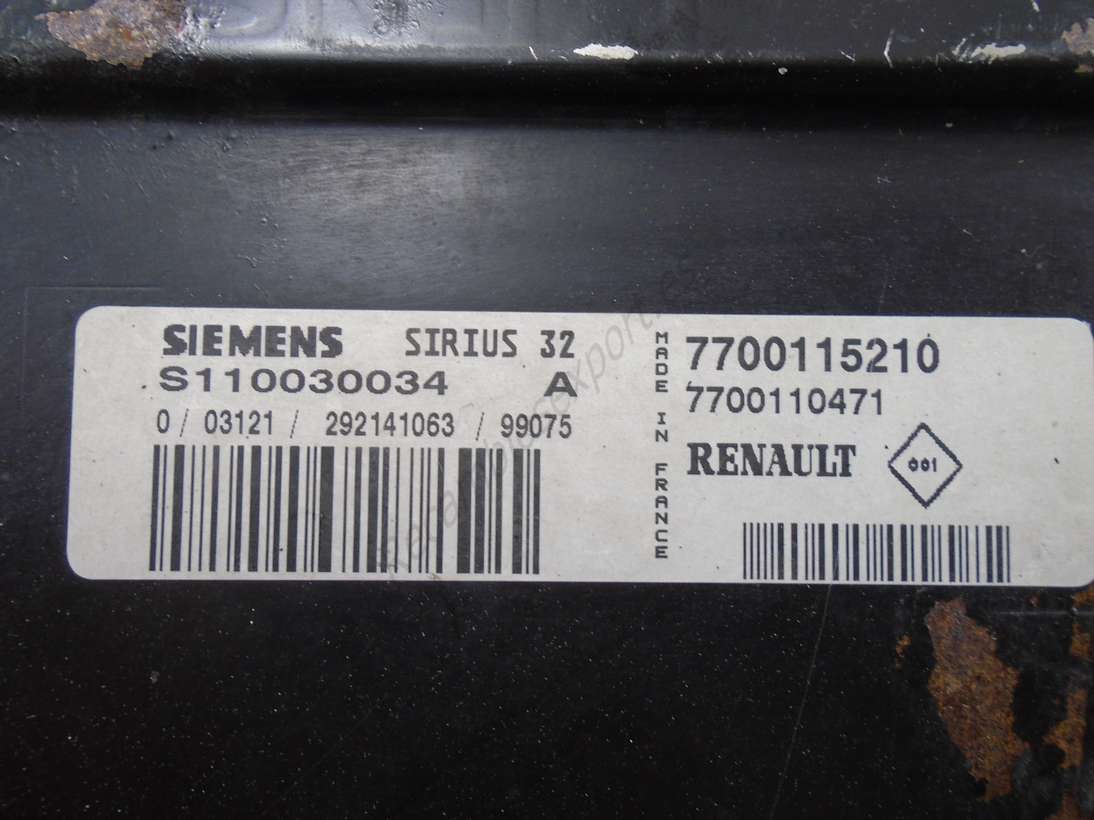 SIEMENS SIRIUS 32
S110030034 A
0 / 03121 / 292141063 / 99075
MADE IN FRANCE
7700115210
7700110471
RENAULT 001